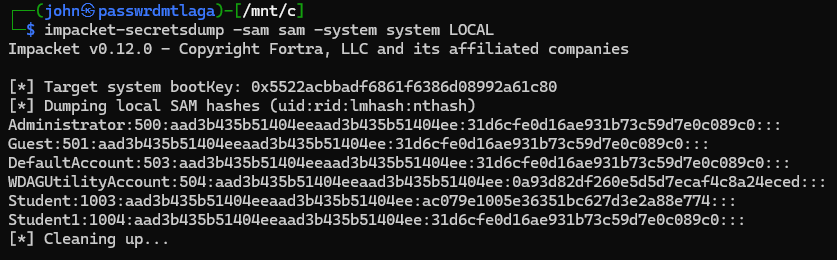 ┌──(john㉿passwrdmtlaga)-[/mnt/c]
└─$ impacket-secretsdump -sam sam -system system LOCAL
Impacket v0.12.0 - Copyright Fortra, LLC and its affiliated companies
[*] Target system bootKey: 0x5522acbbadf6861f6386d08992a61c80
[*] Dumping local SAM hashes (uid:rid:lmhash:nthash)
Administrator:500:aad3b435b51404eeaad3b435b51404ee:31d6cfe0d16ae931b73c59d7e0c089c0:::
Guest:501:aad3b435b51404eeaad3b435b51404ee:31d6cfe0d16ae931b73c59d7e0c089c0:::
DefaultAccount:503:aad3b435b51404eeaad3b435b51404ee:31d6cfe0d16ae931b73c59d7e0c089c0:::
WDAGUtilityAccount:504:aad3b435b51404eeaad3b435b51404ee:0a93d82df260e5d5d7ecaf4c8a24eced:::
Student:1003:aad3b435b51404eeaad3b435b51404ee:ac079e1005e36351bc627d3e2a88e774:::
Student1:1004:aad3b435b51404eeaad3b435b51404ee:31d6cfe0d16ae931b73c59d7e0c089c0:::
[*] Cleaning up...